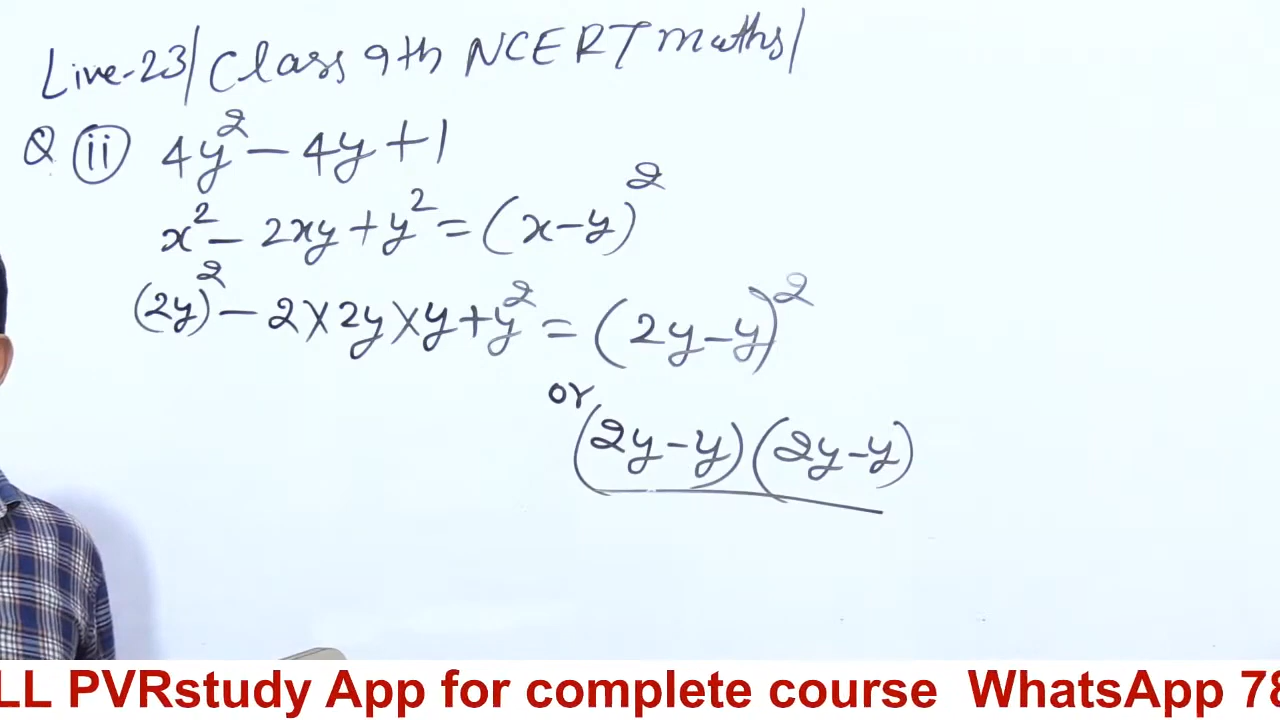 Live-23/Class 9th NCERT maths/
Q (ii) 4y² - 4y + 1
x² - 2xy + y² = (x - y)²
(2y)² - 2 × 2y × y + y² = (2y - y)²
or
(2y - y) (2y - y)
LL PVRstudy App for complete course WhatsApp 78